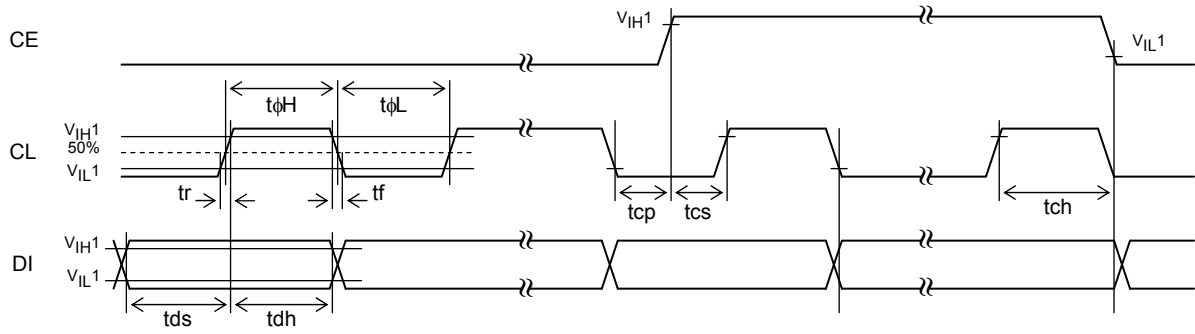 CE
VIH1
VIL1
tϕH
tϕL
CL
VIH1
50%
VIL1
tr
tf
tcp
tcs
tch
DI
VIH1
VIL1
tds
tdh